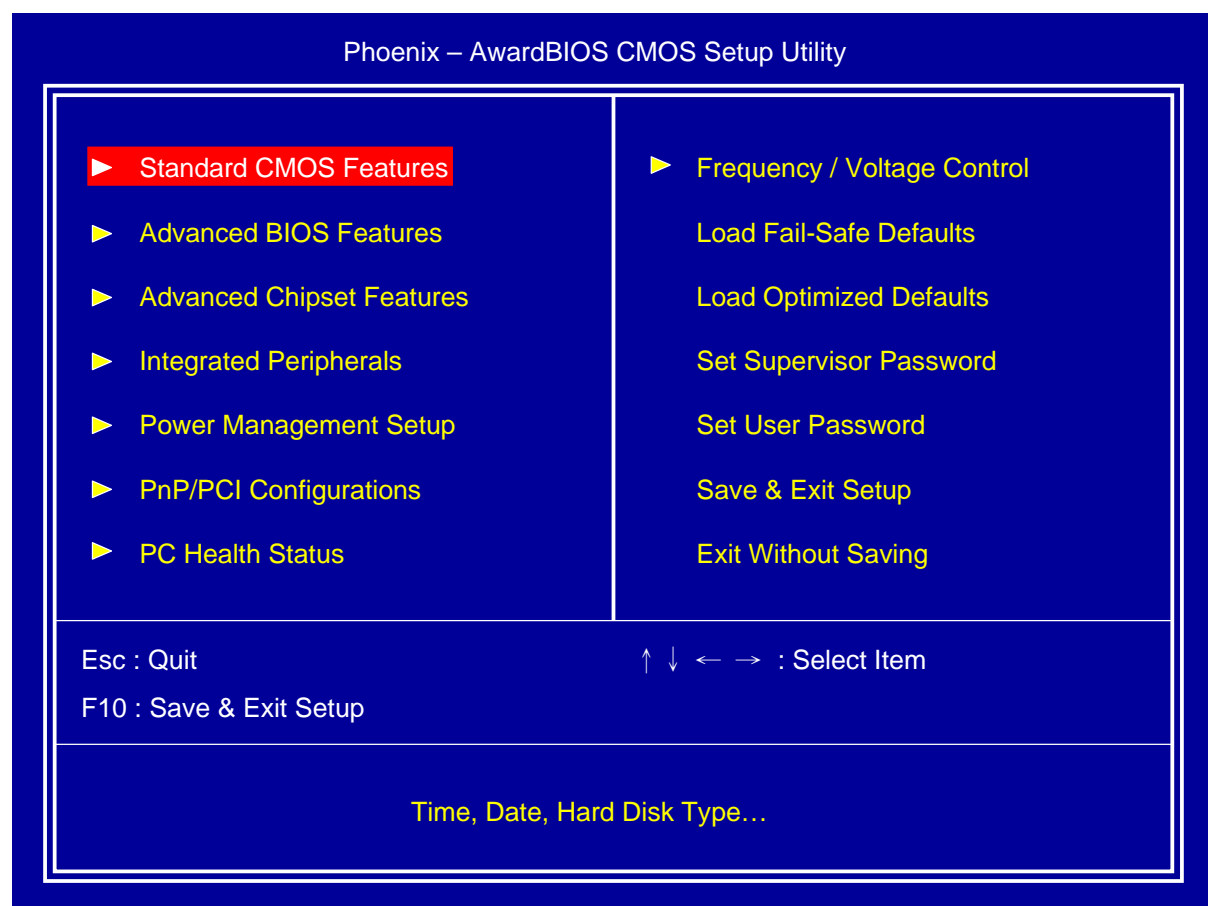 Phoenix – AwardBIOS CMOS Setup Utility
Standard CMOS Features
Advanced BIOS Features
Advanced Chipset Features
Integrated Peripherals
Power Management Setup
PnP/PCI Configurations
PC Health Status
Frequency / Voltage Control
Load Fail-Safe Defaults
Load Optimized Defaults
Set Supervisor Password
Set User Password
Save & Exit Setup
Exit Without Saving
Esc : Quit
↑ ↓ ← → : Select Item
F10 : Save & Exit Setup
Time, Date, Hard Disk Type…